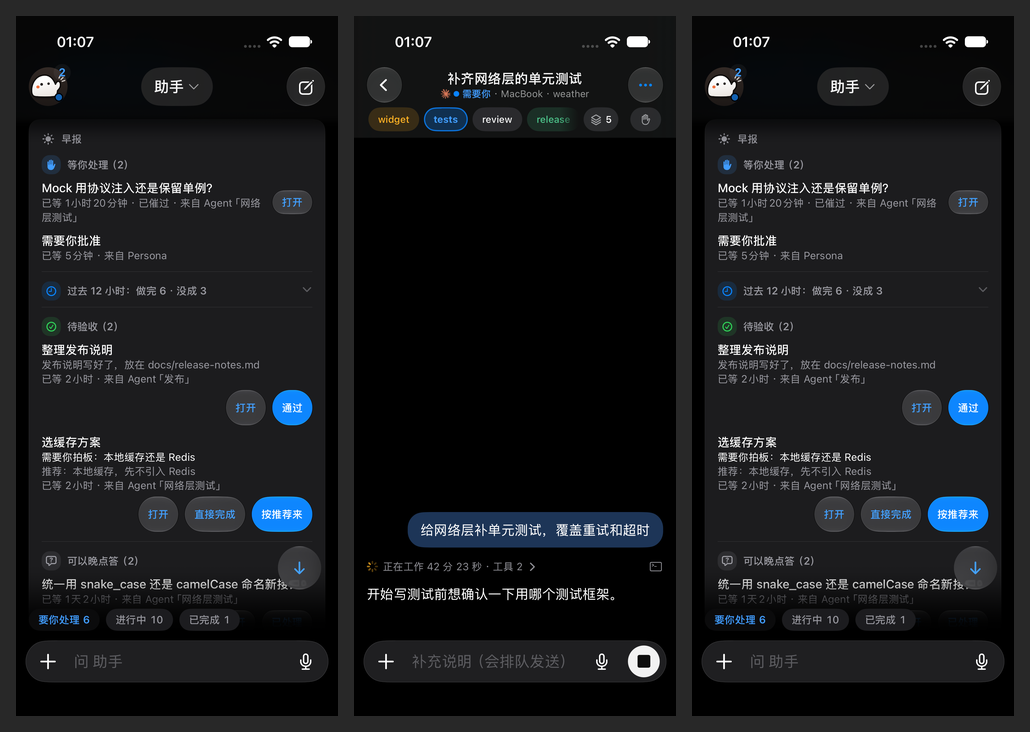 01:07
2
助手
早报
等你处理 (2)
Mock 用协议注入还是保留单例?
已等 1小时20分钟 · 已催过 · 来自 Agent「网络
层测试」
打开
需要你批准
已等 5分钟 · 来自 Persona
过去 12 小时：做完 6 · 没成 3
待验收 (2)
整理发布说明
发布说明写好了，放在 docs/release-notes.md
已等 2小时 · 来自 Agent「发布」
打开
通过
选缓存方案
需要你拍板：本地缓存还是 Redis
推荐：本地缓存，先不引入 Redis
已等 2小时 · 来自 Agent「网络层测试」
打开
直接完成
按推荐来
可以晚点答 (2)
统一用 snake_case 还是 camelCase 命名新接
已等 1天2小时 · 来自 Agent「网络层测试」
要你处理 6
进行中 10
已完成 1
问 助手
01:07
补齐网络层的单元测试
需要你 · MacBook · weather
widget
tests
review
release
5
给网络层补单元测试，覆盖重试和超时
正在工作 42 分 23 秒 · 工具 2
开始写测试前想确认一下用哪个测试框架。
补充说明（会排队发送）
01:07
2
助手
早报
等你处理 (2)
Mock 用协议注入还是保留单例?
已等 1小时20分钟 · 已催过 · 来自 Agent「网络
层测试」
打开
需要你批准
已等 5分钟 · 来自 Persona
过去 12 小时：做完 6 · 没成 3
待验收 (2)
整理发布说明
发布说明写好了，放在 docs/release-notes.md
已等 2小时 · 来自 Agent「发布」
打开
通过
选缓存方案
需要你拍板：本地缓存还是 Redis
推荐：本地缓存，先不引入 Redis
已等 2小时 · 来自 Agent「网络层测试」
打开
直接完成
按推荐来
可以晚点答 (2)
统一用 snake_case 还是 camelCase 命名新接
已等 1天2小时 · 来自 Agent「网络层测试」
要你处理 6
进行中 10
已完成 1
问 助手